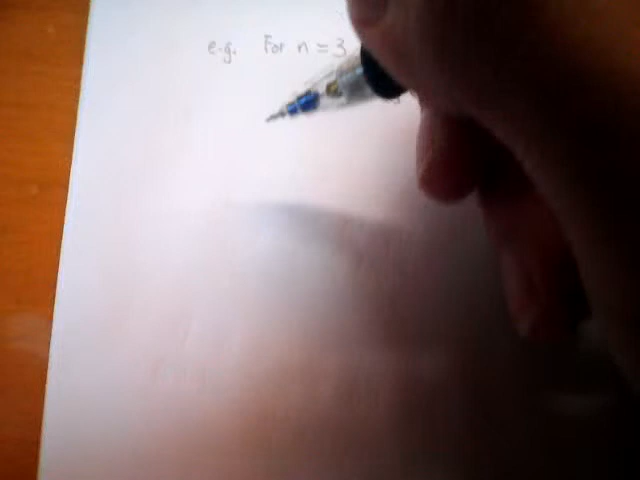 e.g. For n = 3